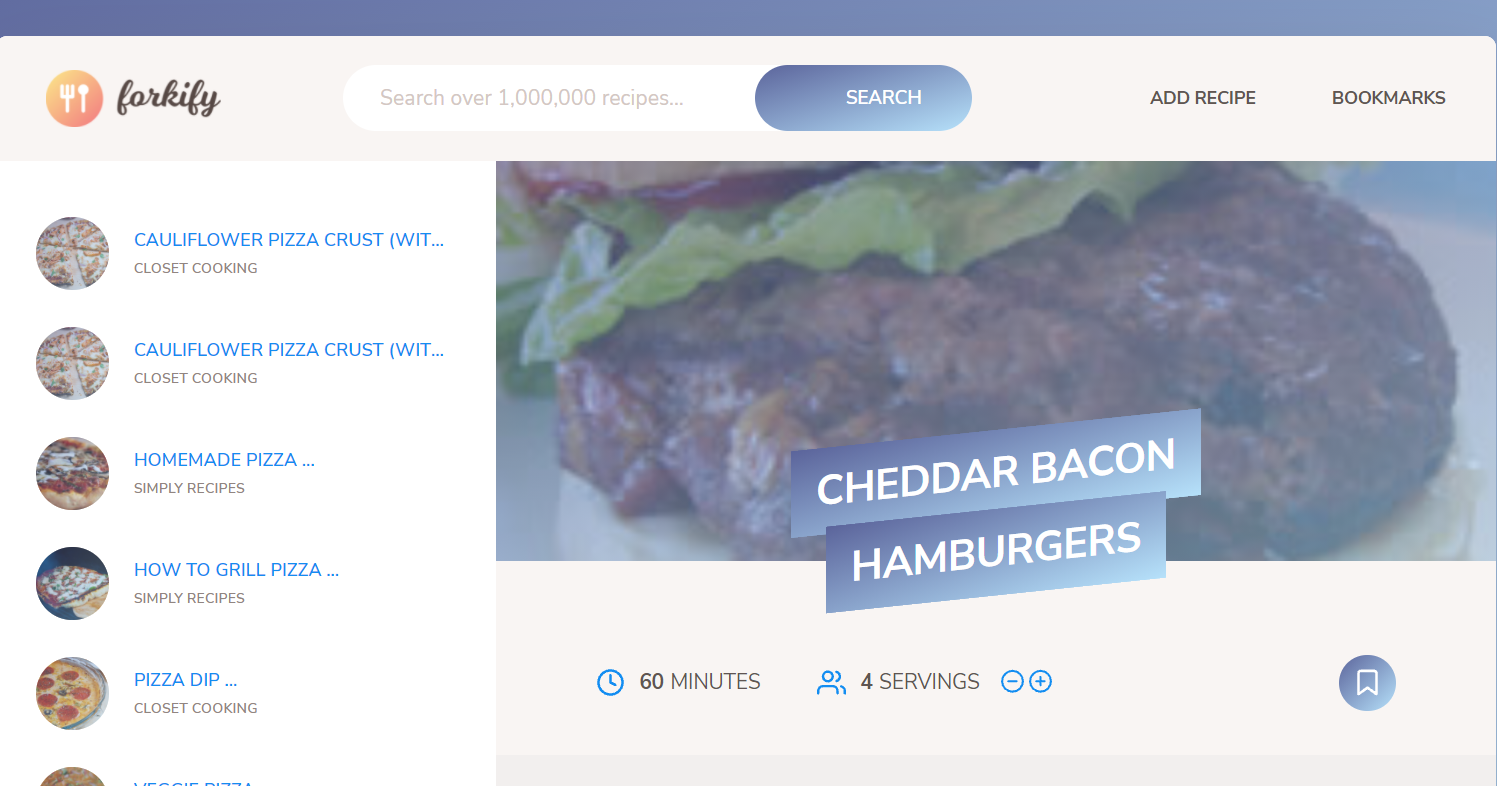 forkify
Search over 1,000,000 recipes...
SEARCH
ADD RECIPE
BOOKMARKS
CAULIFLOWER PIZZA CRUST (WIT...
CLOSET COOKING
CAULIFLOWER PIZZA CRUST (WIT...
CLOSET COOKING
HOMEMADE PIZZA ...
SIMPLY RECIPES
HOW TO GRILL PIZZA ...
SIMPLY RECIPES
PIZZA DIP ...
CLOSET COOKING
VEGGIE PIZZA
CHEDDAR BACON
HAMBURGERS
60 MINUTES
4 SERVINGS